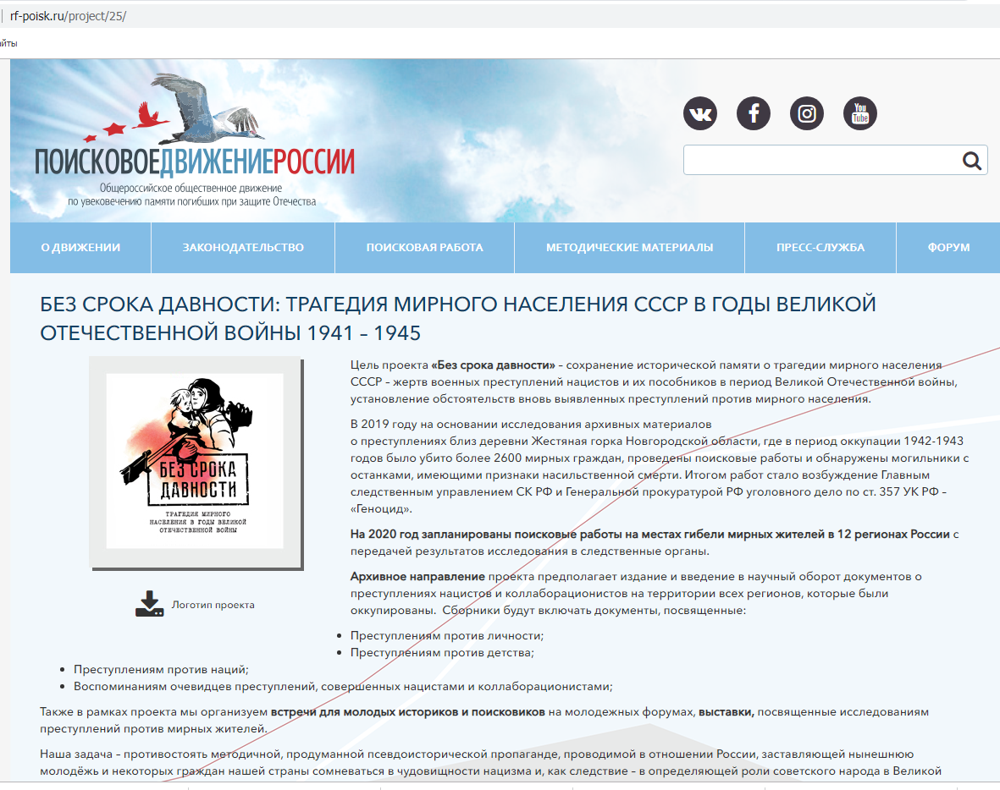 rf-poisk.ru/project/25/
йты
ПОИСКОВОЕДВИЖЕНИЕРОССИИ
Общероссийское общественное движение
по увековечению памяти погибших при защите Отечества
You
Tube
О ДВИЖЕНИИ
ЗАКОНОДАТЕЛЬСТВО
ПОИСКОВАЯ РАБОТА
МЕТОДИЧЕСКИЕ МАТЕРИАЛЫ
ПРЕСС-СЛУЖБА
ФОРУМ
БЕЗ СРОКА ДАВНОСТИ: ТРАГЕДИЯ МИРНОГО НАСЕЛЕНИЯ СССР В ГОДЫ ВЕЛИКОЙ
ОТЕЧЕСТВЕННОЙ ВОЙНЫ 1941 – 1945
БЕЗ СРОКА
ДАВНОСТИ
ТРАГЕДИЯ МИРНОГО
НАСЕЛЕНИЯ В ГОДЫ ВЕЛИКОЙ
ОТЕЧЕСТВЕННОЙ ВОЙНЫ
Логотип проекта
Цель проекта «Без срока давности» – сохранение исторической памяти о трагедии мирного населения
СССР – жертв военных преступлений нацистов и их пособников в период Великой Отечественной войны,
установление обстоятельств вновь выявленных преступлений против мирного населения.
В 2019 году на основании исследования архивных материалов
о преступлениях близ деревни Жестяная горка Новгородской области, где в период оккупации 1942-1943
годов было убито более 2600 мирных граждан, проведены поисковые работы и обнаружены могильники с
останками, имеющими признаки насильственной смерти. Итогом работ стало возбуждение Главным
следственным управлением СК РФ и Генеральной прокуратурой РФ уголовного дело по ст. 357 УК РФ –
«Геноцид».
На 2020 год запланированы поисковые работы на местах гибели мирных жителей в 12 регионах России с
передачей результатов исследования в следственные органы.
Архивное направление проекта предполагает издание и введение в научный оборот документов о
преступлениях нацистов и коллаборационистов на территории всех регионов, которые были
оккупированы. Сборники будут включать документы, посвященные:
• Преступлениям против личности;
• Преступлениям против детства;
• Преступлениям против наций;
• Воспоминаниям очевидцев преступлений, совершенных нацистами и коллаборационистами;
Также в рамках проекта мы организуем встречи для молодых историков и поисковиков на молодежных форумах, выставки, посвященные исследованиям
преступлений против мирных жителей.
Наша задача – противостоять методичной, продуманной псевдоисторической пропаганде, проводимой в отношении России, заставляющей нынешнюю
молодёжь и некоторых граждан нашей страны сомневаться в чудовищности нацизма и, как следствие – в определяющей роли советского народа в Великой